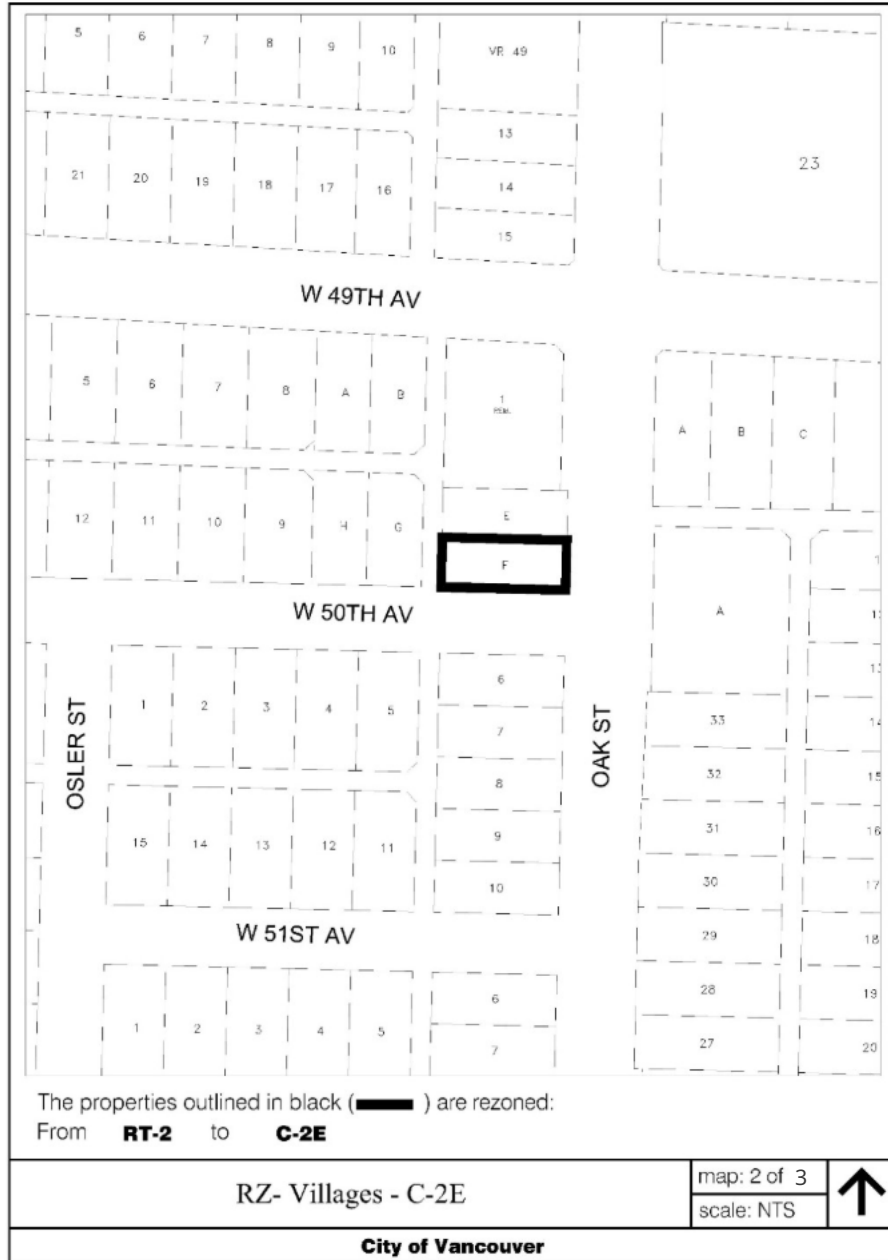 5 6 7 8 9 10 VR 49
13
21 20 19 18 17 16 14 23
15
W 49TH AV
5 6 7 8 A B 1 A B C
REM.
12 11 10 9 H G E
F
W 50TH AV A
1 2 3 4 5 6
7 33
OSLER ST OAK ST
8 32 15
15 14 13 12 11 9 31 16
10 30 17
W 51ST AV 29 18
1 2 3 4 5 6 28 19
7 27 20
The properties outlined in black ( ) are rezoned:
From RT-2 to C-2E
RZ- Villages - C-2E
map: 2 of 3
scale: NTS
City of Vancouver